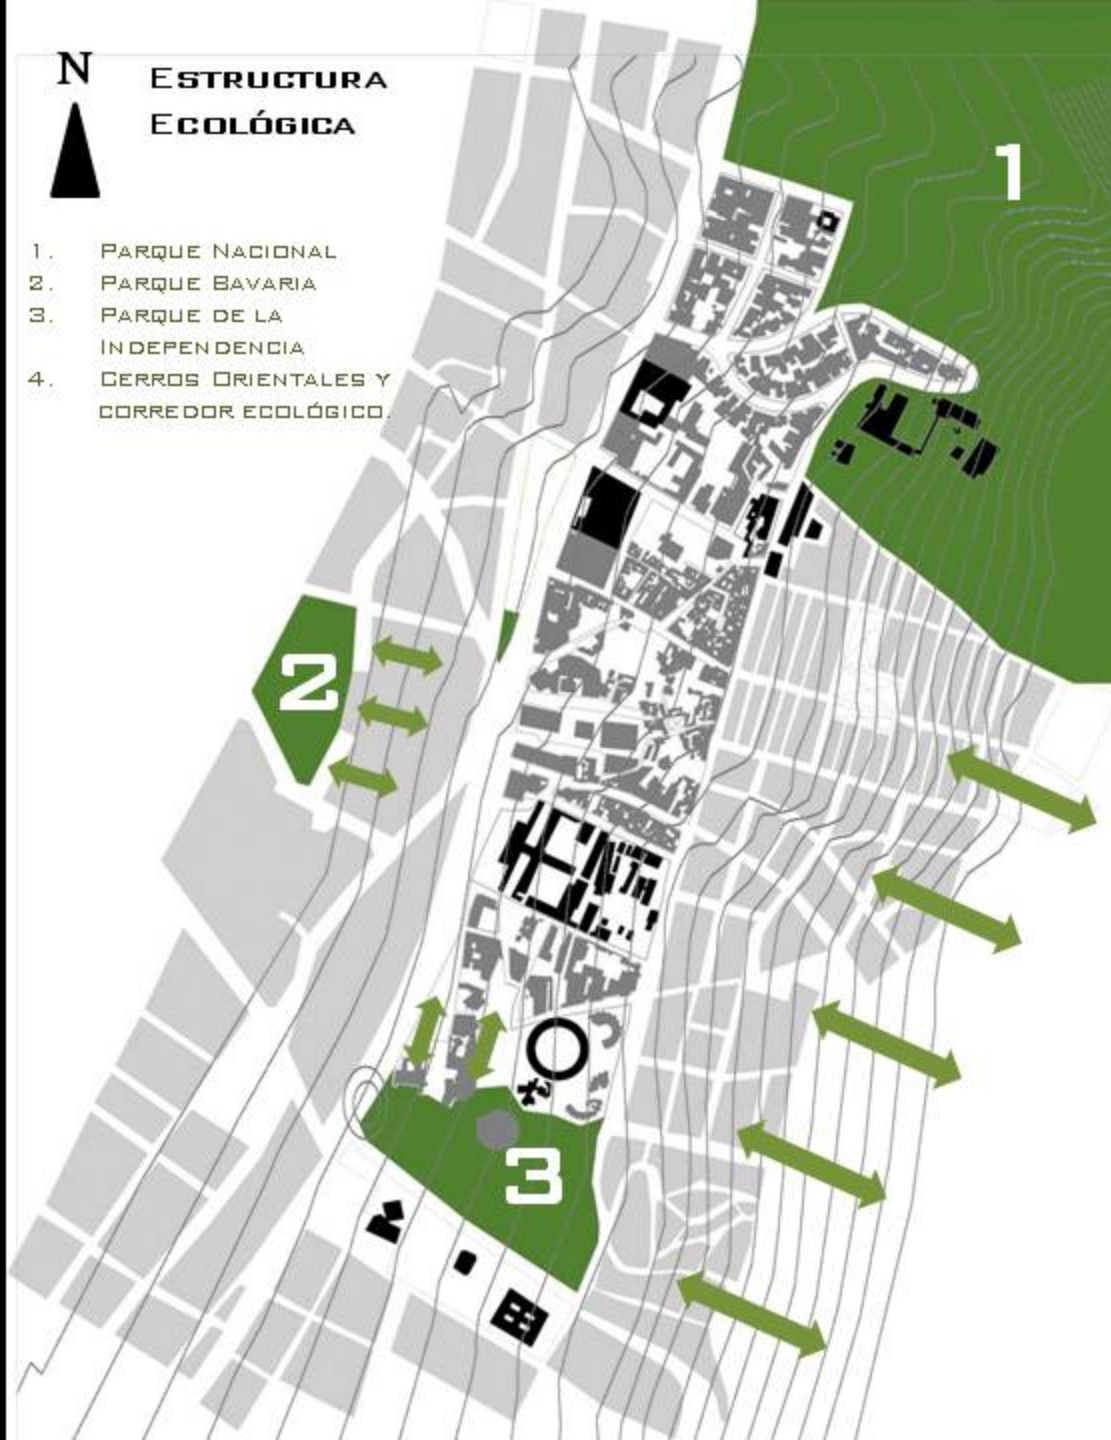 N
ESTRUCTURA
ECOLÓGICA
1. PARQUE NACIONAL
2. PARQUE BAVARIA
3. PARQUE DE LA
INDEPENDENCIA
4. CERROS ORIENTALES Y
CORREDOR ECOLÓGICO.
1
2
3